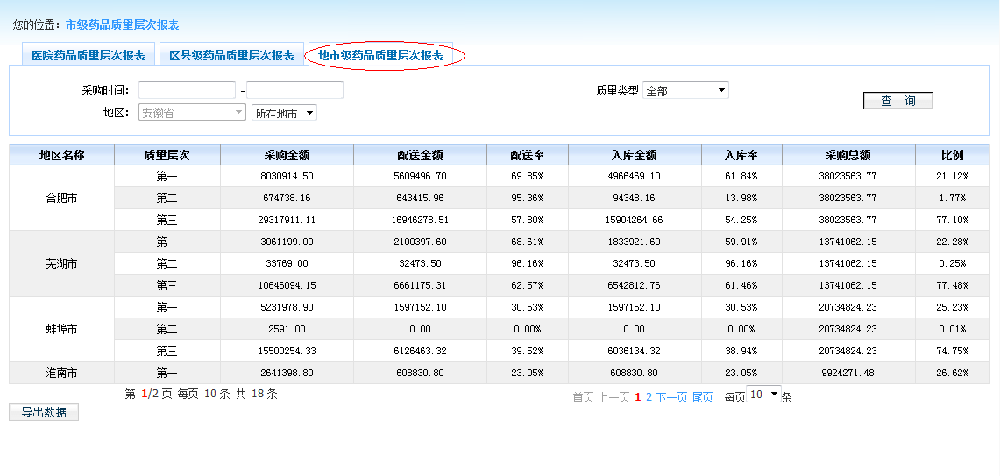 您的位置：市级药品质量层次报表
医院药品质量层次报表 区县级药品质量层次报表 地市级药品质量层次报表
采购时间： - 质量类型 全部
地区： 安徽省 所在地市 查 询
地区名称 质量层次 采购金额 配送金额 配送率 入库金额 入库率 采购总额 比例
第一 8030914.50 5609496.70 69.85% 4966469.10 61.84% 38023563.77 21.12%
合肥市 第二 674738.16 643415.96 95.36% 94348.16 13.98% 38023563.77 1.77%
第三 29317911.11 16946278.51 57.80% 15904264.66 54.25% 38023563.77 77.10%
第一 3061199.00 2100397.60 68.61% 1833921.60 59.91% 13741062.15 22.28%
芜湖市 第二 33769.00 32473.50 96.16% 32473.50 96.16% 13741062.15 0.25%
第三 10646094.15 6661175.31 62.57% 6542812.76 61.46% 13741062.15 77.48%
第一 5231978.90 1597152.10 30.53% 1597152.10 30.53% 20734824.23 25.23%
蚌埠市 第二 2591.00 0.00 0.00% 0.00 0.00% 20734824.23 0.01%
第三 15500254.33 6126463.32 39.52% 6036134.32 38.94% 20734824.23 74.75%
淮南市 第一 2641398.80 608830.80 23.05% 608830.80 23.05% 9924271.48 26.62%
第 1/2 页 每页 10 条 共 18 条 首页 上一页 1 2 下一页 尾页 每页 10 条
导出数据